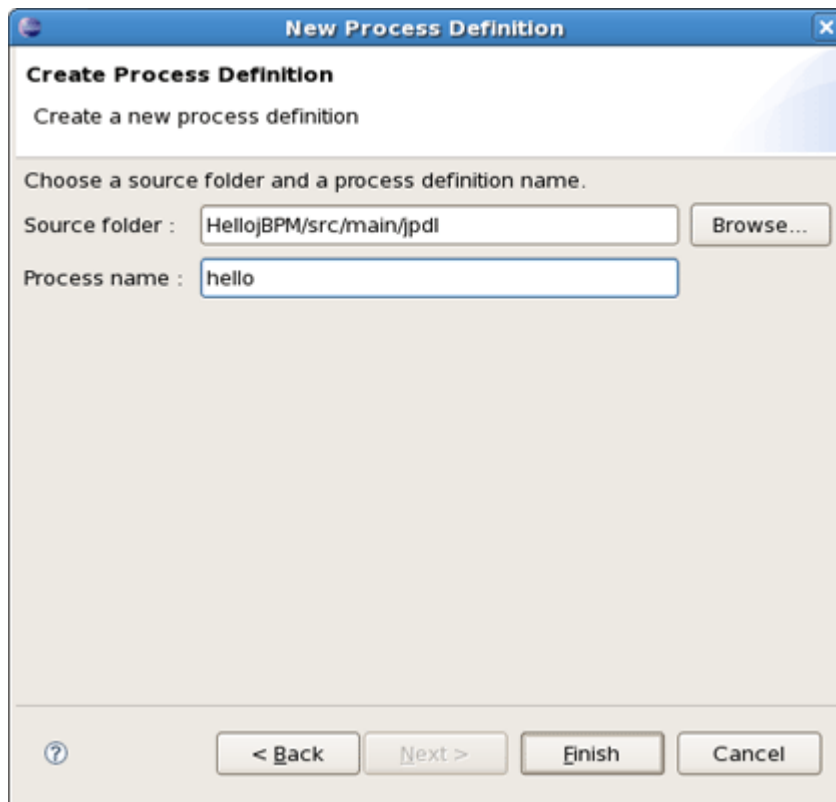 New Process Definition
Create Process Definition
Create a new process definition
Choose a source folder and a process definition name.
Source folder : HellojBPM/src/main/jpdl Browse...
Process name : hello
< Back Next > Finish Cancel